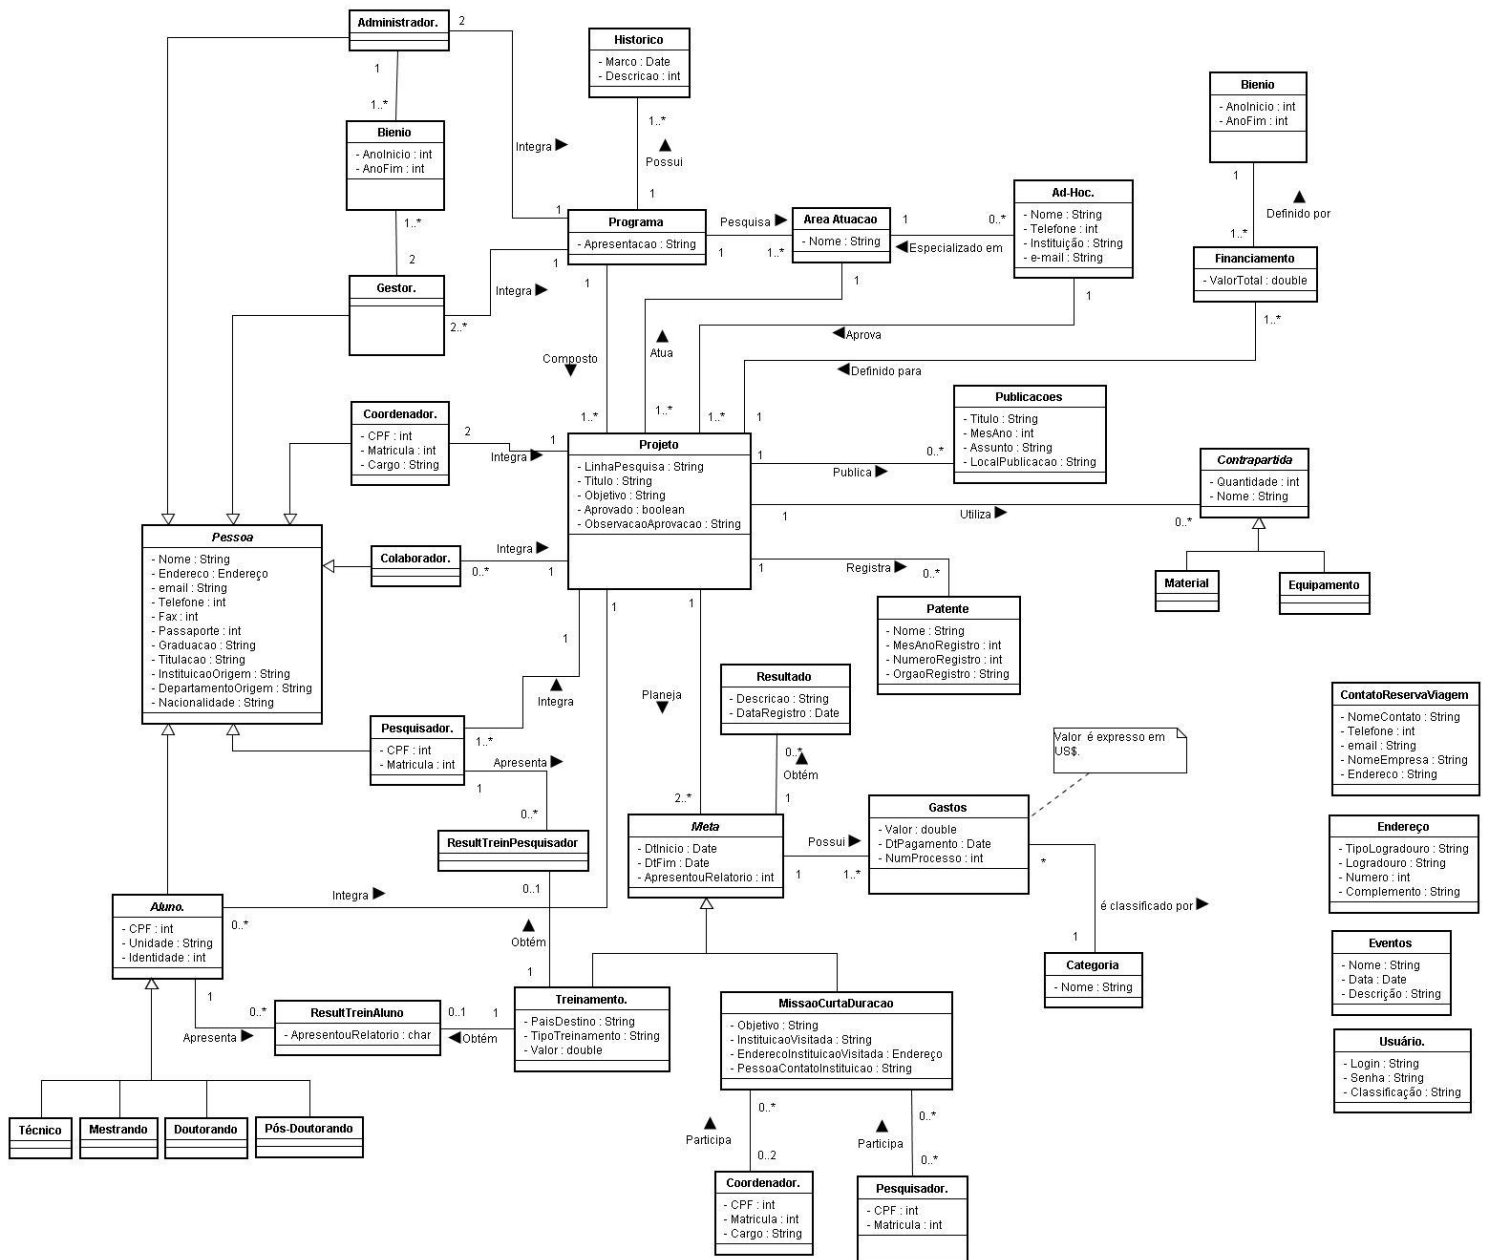 Administrador.
2
1
1..*
Bienio
- AnoInicio : int
- AnoFim : int
1..*
2
Gestor.
2..*
Integra ►
1
Integra ►
1
Historico
- Marco : Date
- Descricao : int
1..*
▲
Possui
1
Programa
- Apresentacao : String
1
Pesquisa ►
1
1..*
Area Atuacao
- Nome : String
1
0..*
◄Especializado em
1
Ad-Hoc.
- Nome : String
- Telefone : int
- Instituição : String
- e-mail : String
1
◄Aprova
Bienio
- AnoInicio : int
- AnoFim : int
1
▲
Definido por
1..*
Financiamento
- ValorTotal : double
1..*
◄Definido para
Composto
▼
▲
Atua
1..*
1..*
1..*
1
Coordenador.
- CPF : int
- Matricula : int
- Cargo : String
2
Integra ►
1
Projeto
- LinhaPesquisa : String
- Titulo : String
- Objetivo : String
- Aprovado : boolean
- ObservacaoAprovacao : String
1
Publica ►
0..*
Publicacoes
- Titulo : String
- MesAno : int
- Assunto : String
- LocalPublicacao : String
1
Utiliza ►
0..*
Contrapartida
- Quantidade : int
- Nome : String
Material
Equipamento
1
Registra ►
0..*
Patente
- Nome : String
- MesAnoRegistro : int
- NumeroRegistro : int
- OrgaoRegistro : String
Pessoa
- Nome : String
- Endereco : Endereço
- email : String
- Telefone : int
- Fax : int
- Passaporte : int
- Graduacao : String
- Titulacao : String
- InstituicaoOrigem : String
- DepartamentoOrigem : String
- Nacionalidade : String
Colaborador.
Integra ►
0..*
1
1
1
1
▲
Integra
Planeja
▼
Pesquisador.
- CPF : int
- Matricula : int
1..*
Apresenta ►
1
0..*
ResultTreinPesquisador
0..1
▲
Obtém
1
Resultado
- Descricao : String
- DataRegistro : Date
0..*
▲
Obtém
1
2..*
Meta
- DtInicio : Date
- DtFim : Date
- ApresentouRelatorio : int
Possui ►
1
1..*
Gastos
- Valor : double
- DtPagamento : Date
- NumProcesso : int
Valor é expresso em
US$.
*
é classificado por ►
1
Categoria
- Nome : String
ContatoReservaViagem
- NomeContato : String
- Telefone : int
- email : String
- NomeEmpresa : String
- Endereco : String
Endereço
- TipoLogradouro : String
- Logradouro : String
- Numero : int
- Complemento : String
Eventos
- Nome : String
- Data : Date
- Descrição : String
Usuário.
- Login : String
- Senha : String
- Classificação : String
Aluno.
- CPF : int
- Unidade : String
- Identidade : int
Integra ►
0..*
1
0..*
Apresenta ►
ResultTreinAluno
- ApresentouRelatorio : char
0..1
1
◄Obtém
Treinamento.
- PaisDestino : String
- TipoTreinamento : String
- Valor : double
MissaoCurtaDuracao
- Objetivo : String
- InstituicaoVisitada : String
- EnderecoInstituicaoVisitada : Endereço
- PessoaContatoInstituicao : String
Técnico
Mestrando
Doutorando
Pós-Doutorando
0..*
▲
Participa
0..2
Coordenador.
- CPF : int
- Matricula : int
- Cargo : String
0..*
▲
Participa
0..*
Pesquisador.
- CPF : int
- Matricula : int